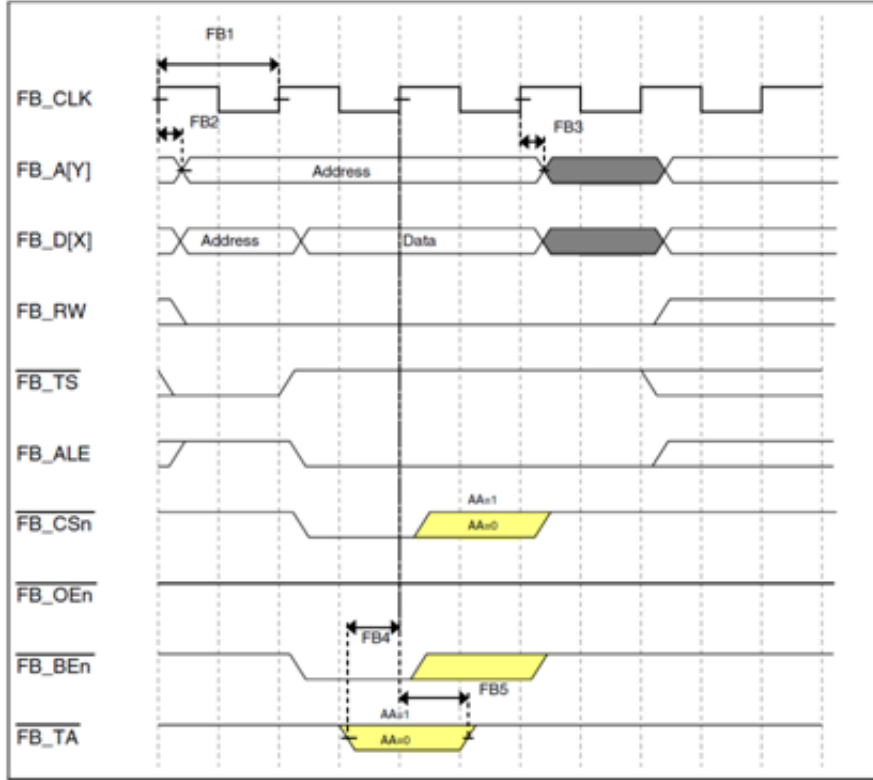 FB1
FB_CLK
FB2
FB3
FB_A[Y]
Address
FB_D[X]
Address
Data
FB_RW
FB_TS
FB_ALE
FB_CSn
AA=1
AA=0
FB_OEn
FB4
FB_BEn
FB5
FB_TA
AA=1
AA=0